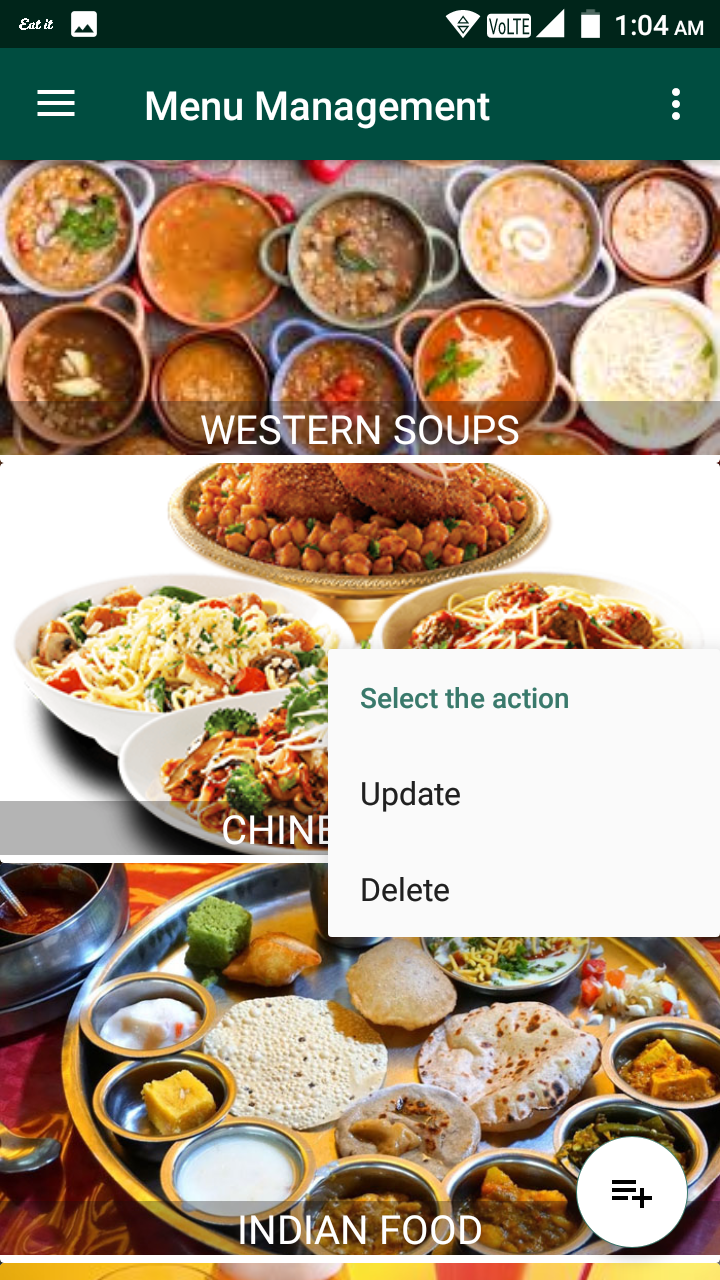 Eat it VoLTE 1:04 AM
Menu Management
WESTERN SOUPS
Select the action
Update
CHINE
Delete
INDIAN FOOD